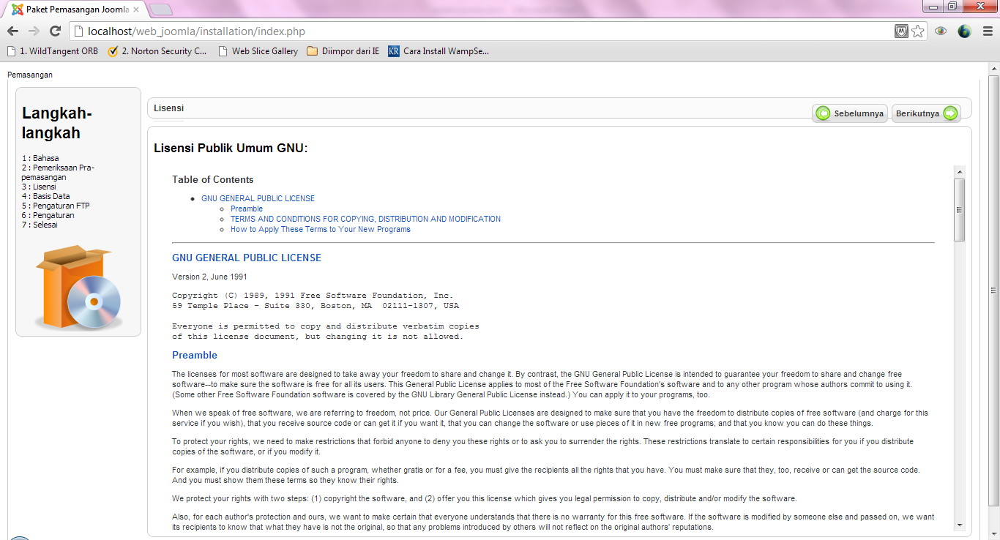 Paket Pemasangan Joomla
localhost/web_joomla/installation/index.php
1. WildTangent ORB
2. Norton Security C...
Web Slice Gallery
Diimpor dari IE
KR
Cara Install WampSe...
Pemasangan
Langkah-
langkah
1 : Bahasa
2 : Pemeriksaan Pra-
pemasangan
3 : Lisensi
4 : Basis Data
5 : Pengaturan FTP
6 : Pengaturan
7 : Selesai
Lisensi
Sebelumnya
Berikutnya
Lisensi Publik Umum GNU:
Table of Contents
GNU GENERAL PUBLIC LICENSE
Preamble
TERMS AND CONDITIONS FOR COPYING, DISTRIBUTION AND MODIFICATION
How to Apply These Terms to Your New Programs
GNU GENERAL PUBLIC LICENSE
Version 2, June 1991
Copyright (C) 1989, 1991 Free Software Foundation, Inc.
59 Temple Place - Suite 330, Boston, MA  02111-1307, USA
Everyone is permitted to copy and distribute verbatim copies
of this license document, but changing it is not allowed.
Preamble
The licenses for most software are designed to take away your freedom to share and change it. By contrast, the GNU General Public License is intended to guarantee your freedom to share and change free
software--to make sure the software is free for all its users. This General Public License applies to most of the Free Software Foundation's software and to any other program whose authors commit to using it.
(Some other Free Software Foundation software is covered by the GNU Library General Public License instead.) You can apply it to your programs, too.
When we speak of free software, we are referring to freedom, not price. Our General Public Licenses are designed to make sure that you have the freedom to distribute copies of free software (and charge for this
service if you wish), that you receive source code or can get it if you want it, that you can change the software or use pieces of it in new free programs; and that you know you can do these things.
To protect your rights, we need to make restrictions that forbid anyone to deny you these rights or to ask you to surrender the rights. These restrictions translate to certain responsibilities for you if you distribute
copies of the software, or if you modify it.
For example, if you distribute copies of such a program, whether gratis or for a fee, you must give the recipients all the rights that you have. You must make sure that they, too, receive or can get the source code.
And you must show them these terms so they know their rights.
We protect your rights with two steps: (1) copyright the software, and (2) offer you this license which gives you legal permission to copy, distribute and/or modify the software.
Also, for each author's protection and ours, we want to make certain that everyone understands that there is no warranty for this free software. If the software is modified by someone else and passed on, we want
its recipients to know that what they have is not the original, so that any problems introduced by others will not reflect on the original authors' reputations.